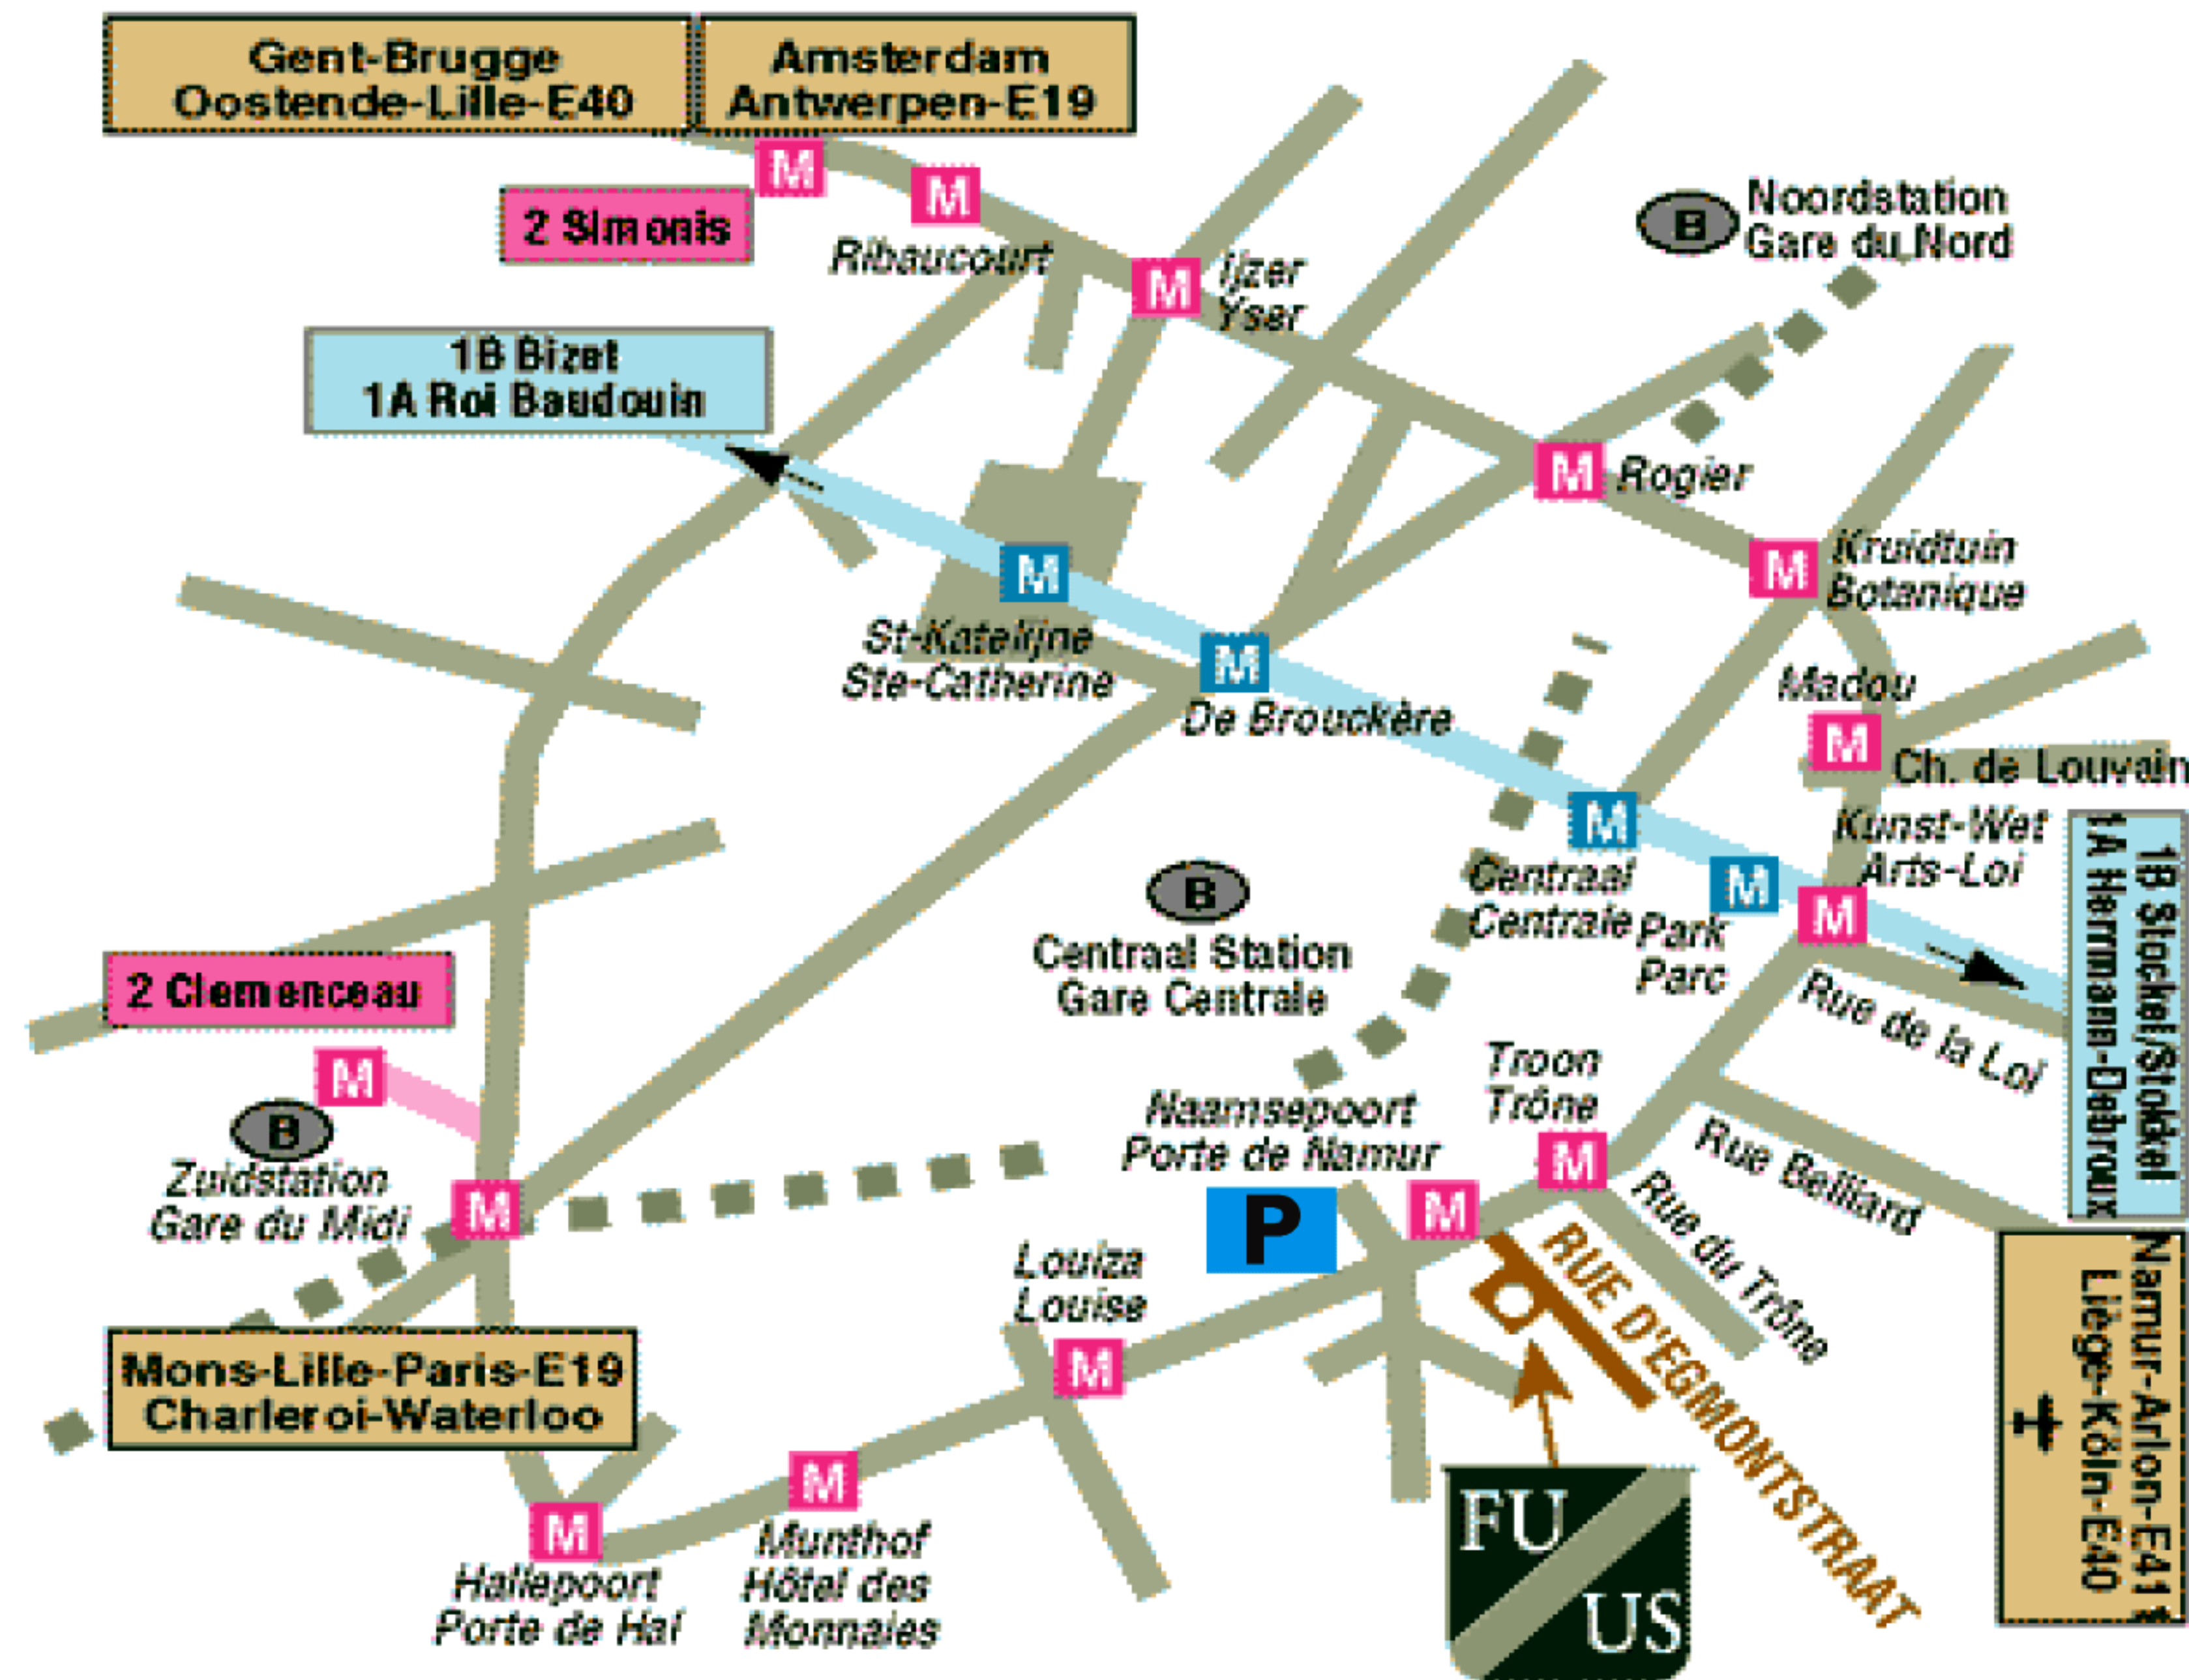 Gent-Brugge
Oostende-Lille-E40
Amsterdam
Antwerpen-E19
M
M
2 Simonis
Ribaucourt
M
Ijzer
Yser
B
Noordstation
Gare du Nord
1B Bizet
1A Roi Baudouin
M
Rogier
M
Kruidtuin
Botanique
M
St-Katelijne
Ste-Catherine
M
De Brouckère
Madou
M
Ch. de Louvain
Kunst-Wet
Arts-Loi
M
Centraal
Centrale
M
Park
Parc
M
1B Stockel/Stokkel
1A Hermann-Debroux
Rue de la Loi
B
Centraal Station
Gare Centrale
2 Clemenceau
M
B
Zuidstation
Gare du Midi
M
Troon
Trône
M
Naamsepoort
Porte de Namur
M
P
Rue Belliard
Rue du Trône
RUE D'EGMONTSTRAAT
Namur-Arlon-E411
Liège-Köln-E40
Louiza
Louise
M
Mons-Lille-Paris-E19
Charleroi-Waterloo
M
Munthof
Hôtel des
Monnaies
M
Hallepoort
Porte de Hal
FU
US